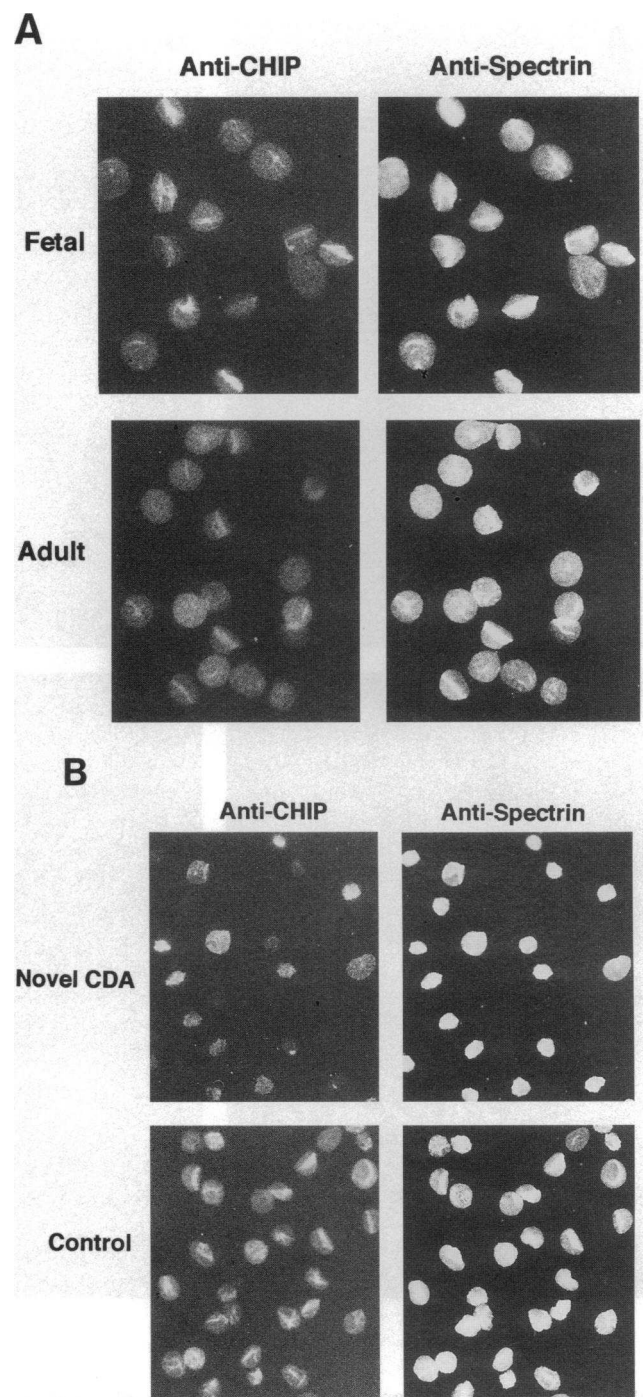 A
Anti-CHIP Anti-Spectrin
Fetal
Adult
B
Anti-CHIP Anti-Spectrin
Novel CDA
Control